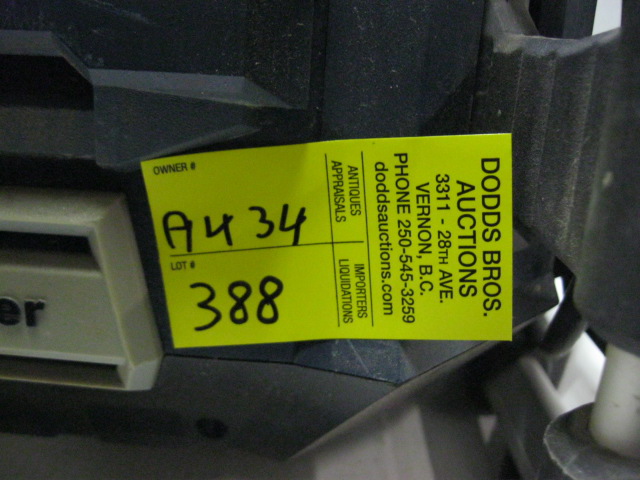 OWNER #
A434
LOT #
388
ANTIQUES
APPRAISALS
IMPORTERS
LIQUIDATIONS
DODDS BROS.
AUCTIONS
3311 - 28TH AVE.
VERNON, B.C.
PHONE 250-545-3259
doddsauctions.com
er